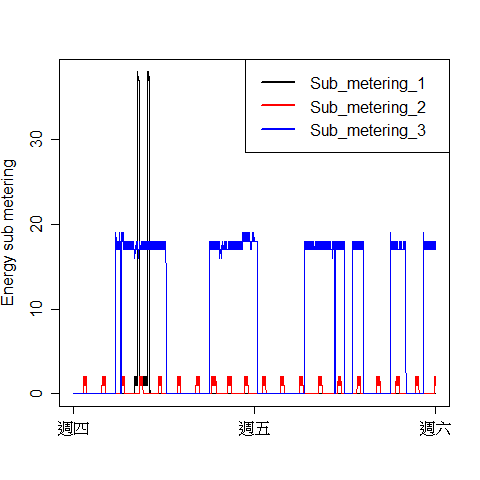 Sub_metering_1
Sub_metering_2
Sub_metering_3
Energy sub metering
30
20
10
0
週四 週五 週六